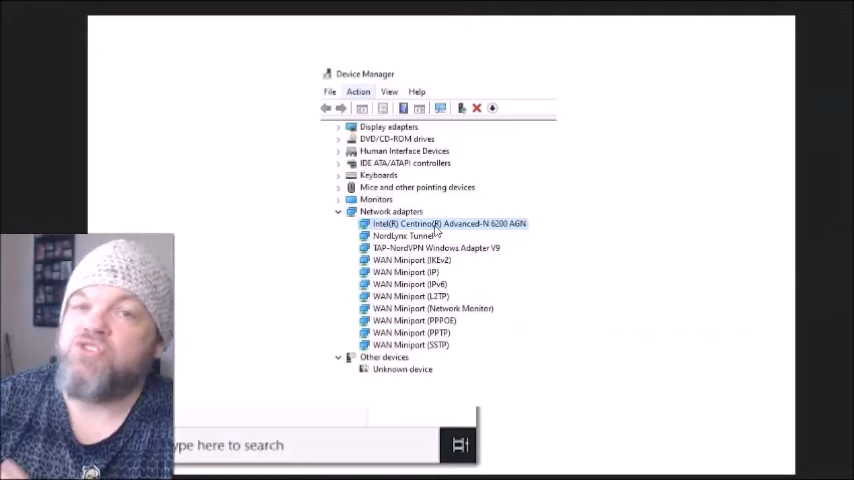 Device Manager
File Action View Help
Display adapters
DVD/CD-ROM drives
Human Interface Devices
IDE ATA/ATAPI controllers
Keyboards
Mice and other pointing devices
Monitors
Network adapters
Intel(R) Centrino(R) Advanced-N 6200 AGN
NordLynx Tunnel
TAP-NordVPN Windows Adapter V9
WAN Miniport (IKEv2)
WAN Miniport (IP)
WAN Miniport (IPv6)
WAN Miniport (L2TP)
WAN Miniport (Network Monitor)
WAN Miniport (PPPOE)
WAN Miniport (PPTP)
WAN Miniport (SSTP)
Other devices
Unknown device
ype here to search